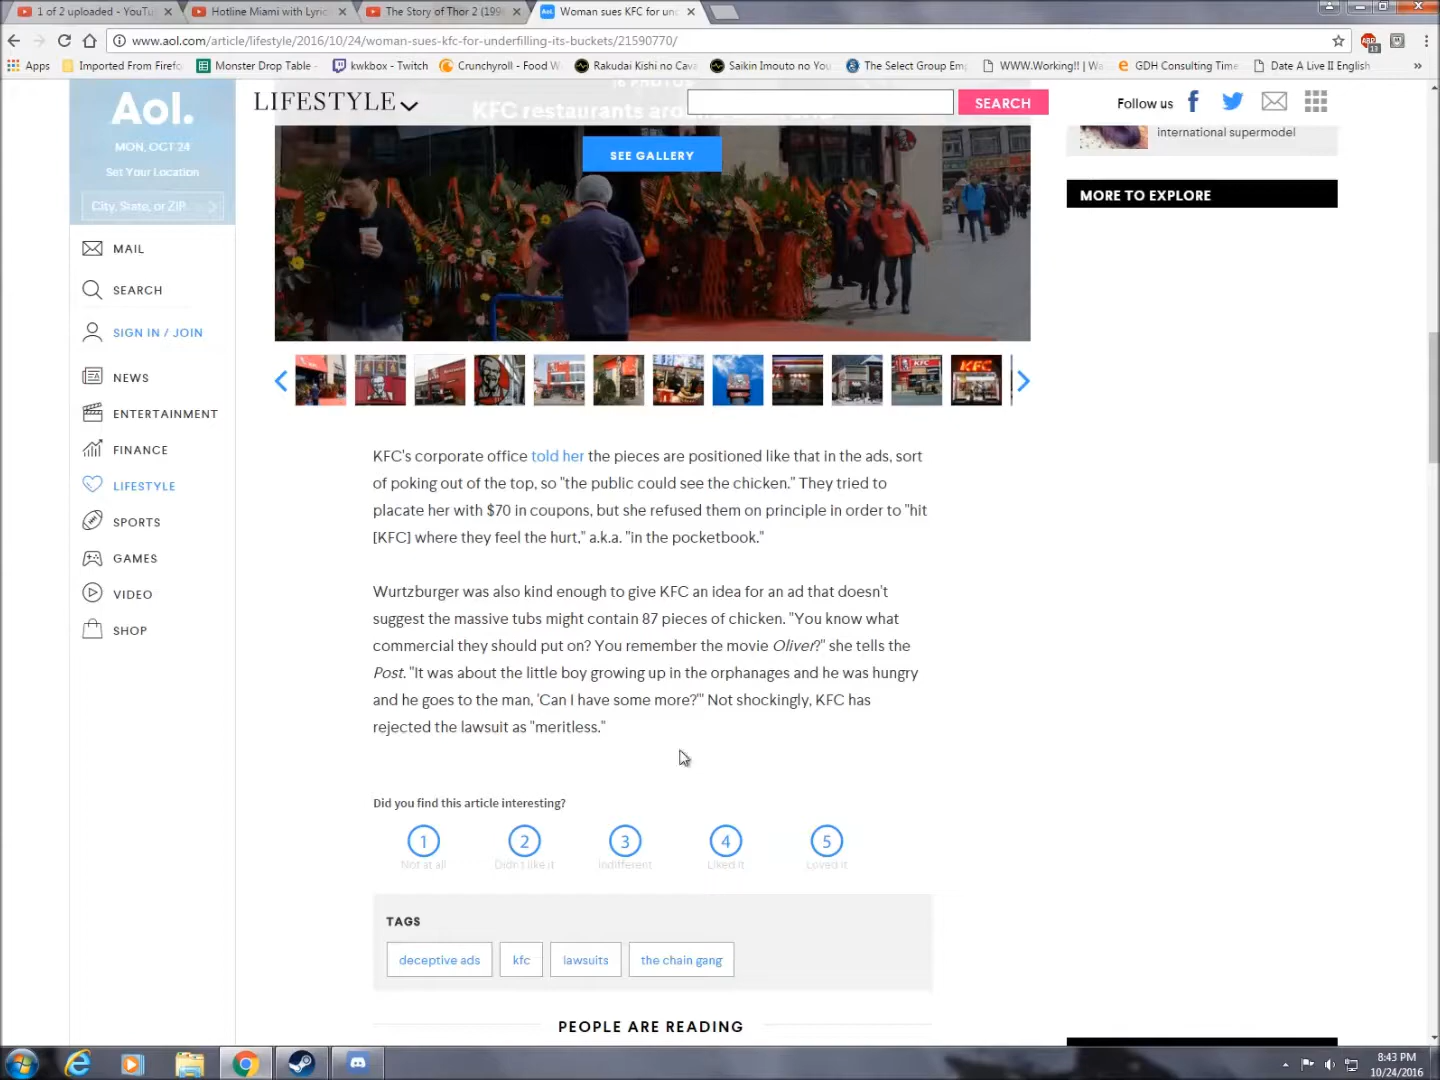 1 of 2 uploaded - YouTu
Hotline Miami with Lyric
The Story of Thor 2 (199
Woman sues KFC for un
www.aol.com/article/lifestyle/2016/10/24/woman-sues-kfc-for-underfilling-its-buckets/21590770/
Apps
Imported From Firefo
Monster Drop Table -
kwkbox - Twitch
Crunchyroll - Food W
Rakudai Kishi no Cava
Saikin Imouto no You
The Select Group Emp
WWW.Working!! | Wa
GDH Consulting Time
Date A Live II English
»
Aol.
MON, OCT 24
Set Your Location
City, State, or ZIP
LIFESTYLE
16 PHOTOS
KFC restaurants around
SEARCH
Follow us
SEE GALLERY
international supermodel
MORE TO EXPLORE
MAIL
SEARCH
SIGN IN / JOIN
NEWS
ENTERTAINMENT
FINANCE
LIFESTYLE
SPORTS
GAMES
VIDEO
SHOP
KFC's corporate office told her the pieces are positioned like that in the ads, sort
of poking out of the top, so "the public could see the chicken." They tried to
placate her with $70 in coupons, but she refused them on principle in order to "hit
[KFC] where they feel the hurt," a.k.a. "in the pocketbook."
Wurtzburger was also kind enough to give KFC an idea for an ad that doesn't
suggest the massive tubs might contain 87 pieces of chicken. "You know what
commercial they should put on? You remember the movie Oliver?" she tells the
Post. "It was about the little boy growing up in the orphanages and he was hungry
and he goes to the man, 'Can I have some more?'" Not shockingly, KFC has
rejected the lawsuit as "meritless."
Did you find this article interesting?
1 2 3 4 5
Not at all Didn't like it Indifferent Liked it Loved it
TAGS
deceptive ads kfc lawsuits the chain gang
PEOPLE ARE READING
8:43 PM
10/24/2016